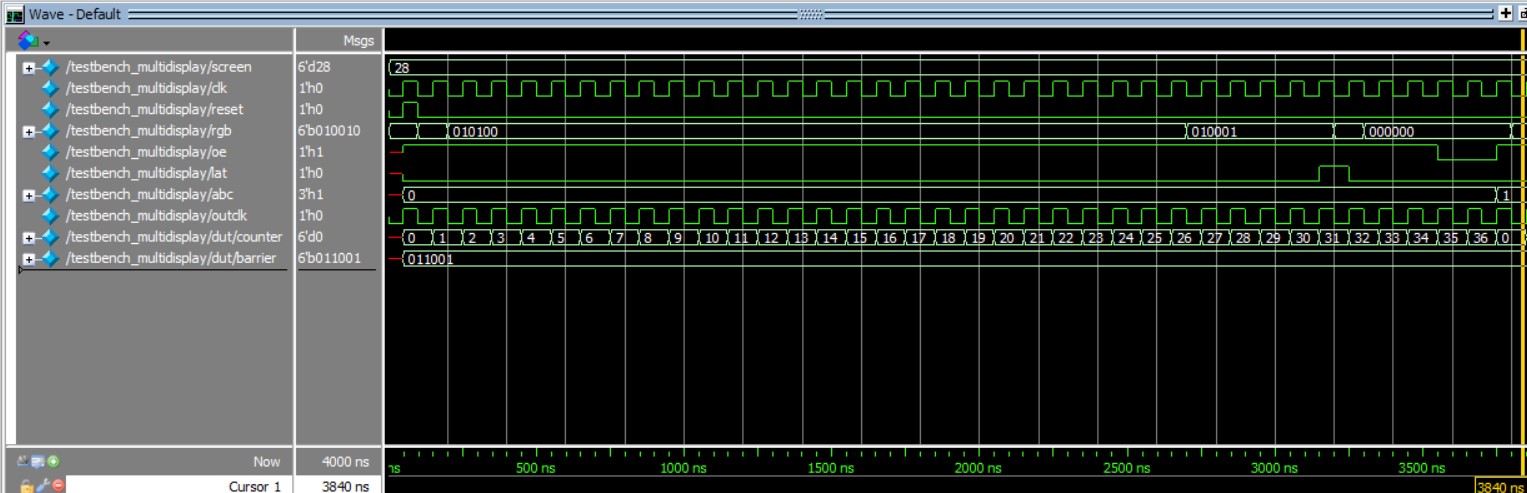 Wave - Default
Msgs
/testbench_multidisplay/screen 6'd28 28
/testbench_multidisplay/clk 1'h0
/testbench_multidisplay/reset 1'h0
/testbench_multidisplay/rgb 6'b010010 010100 010001 000000
/testbench_multidisplay/oe 1'h1
/testbench_multidisplay/lat 1'h0
/testbench_multidisplay/abc 3'h1 0 1
/testbench_multidisplay/outclk 1'h0
/testbench_multidisplay/dut/counter 6'd0 0 1 2 3 4 5 6 7 8 9 10 11 12 13 14 15 16 17 18 19 20 21 22 23 24 25 26 27 28 29 30 31 32 33 34 35 36 0
/testbench_multidisplay/dut/barrier 6'b011001 011001
Now 4000 ns ns 500 ns 1000 ns 1500 ns 2000 ns 2500 ns 3000 ns 3500 ns
Cursor 1 3840 ns 3840 ns